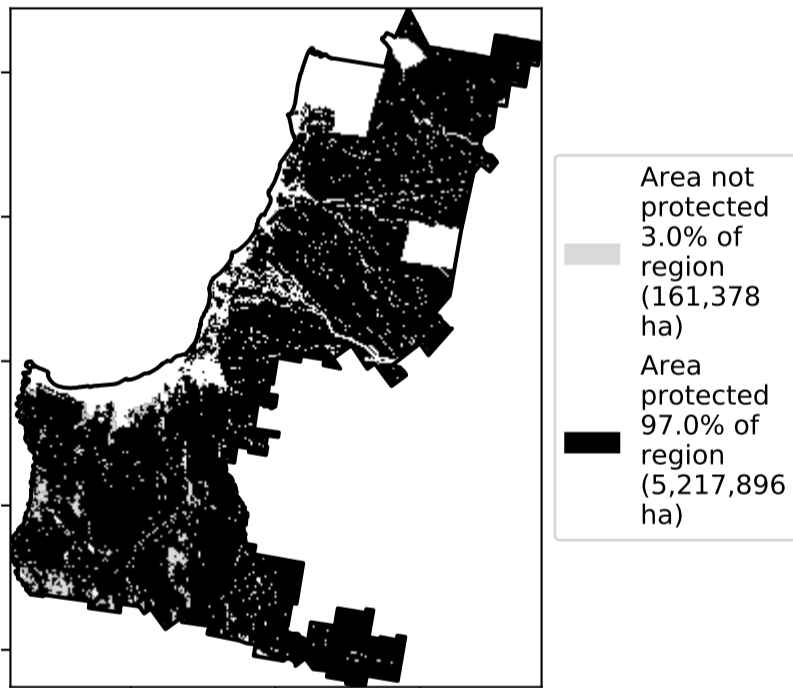 Area not
protected
3.0% of
region
(161,378
ha)
Area
protected
97.0% of
region
(5,217,896
ha)